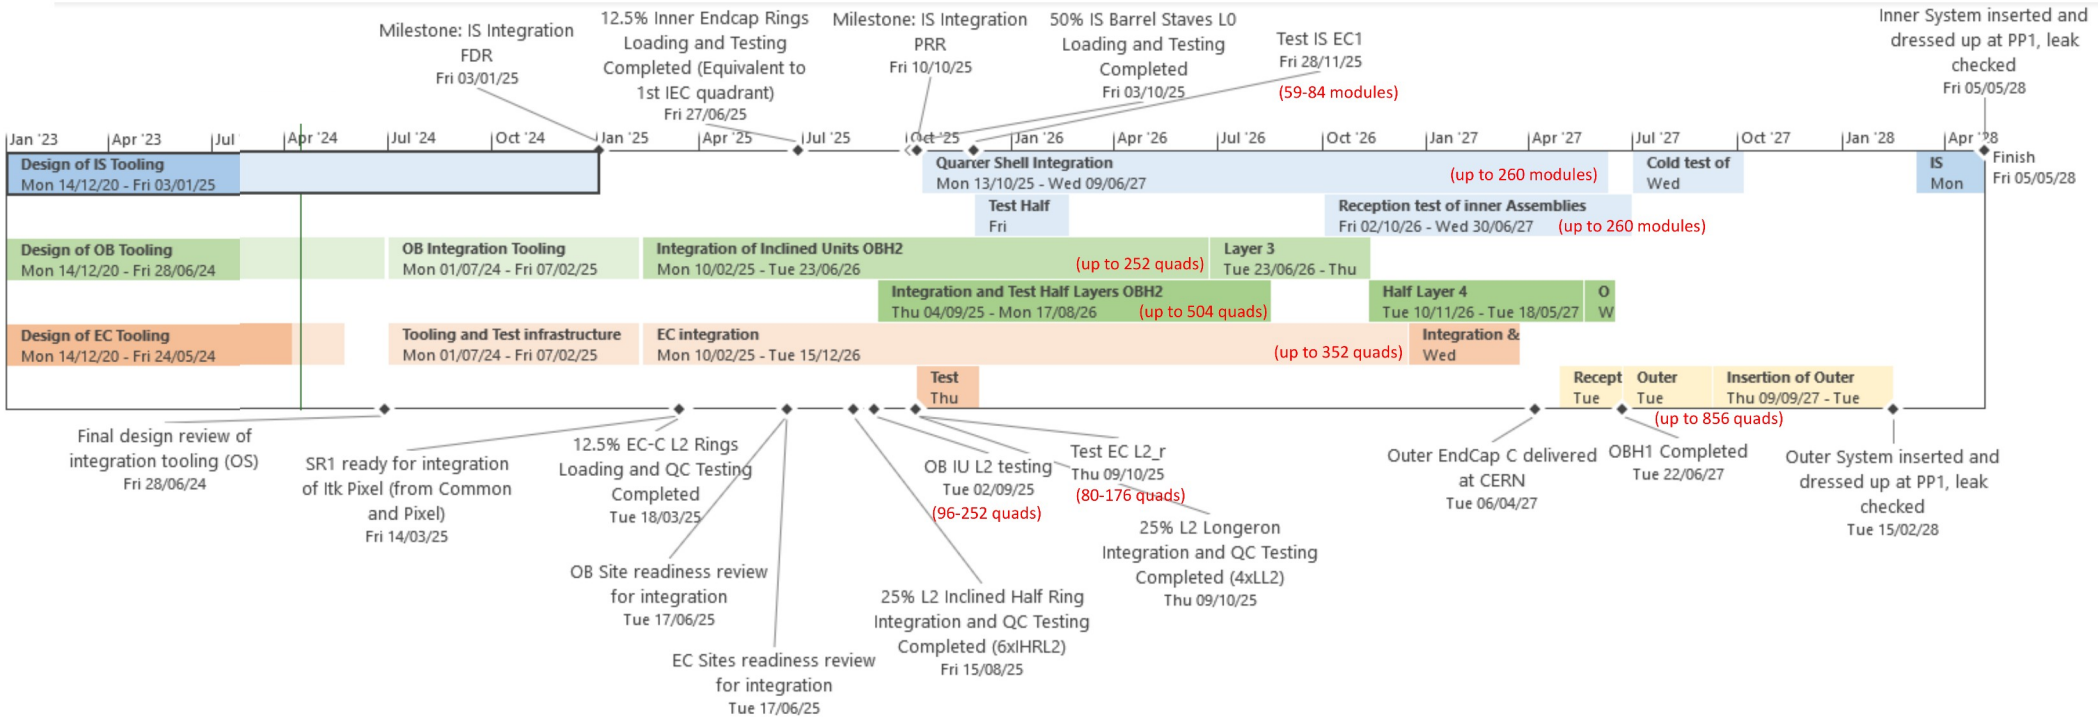 Milestone: IS Integration
FDR
Fri 03/01/25
12.5% Inner Endcap Rings
Loading and Testing
Completed (Equivalent to
1st IEC quadrant)
Fri 27/06/25
Milestone: IS Integration
PRR
Fri 10/10/25
50% IS Barrel Staves L0
Loading and Testing
Completed
Fri 03/10/25
Test IS EC1
Fri 28/11/25
(59-84 modules)
Inner System inserted and
dressed up at PP1, leak
checked
Fri 05/05/28
Jan '23
Apr '23
Jul
Apr '24
Jul '24
Oct '24
Jan '25
Apr '25
Jul '25
Oct '25
Jan '26
Apr '26
Jul '26
Oct '26
Jan '27
Apr '27
Jul '27
Oct '27
Jan '28
Apr '28
Design of IS Tooling
Mon 14/12/20 - Fri 03/01/25
Quarter Shell Integration
Mon 13/10/25 - Wed 09/06/27
(up to 260 modules)
Cold test of
Wed
IS
Mon
Finish
Fri 05/05/28
Test Half
Fri
Reception test of inner Assemblies
Fri 02/10/26 - Wed 30/06/27
(up to 260 modules)
Design of OB Tooling
Mon 14/12/20 - Fri 28/06/24
OB Integration Tooling
Mon 01/07/24 - Fri 07/02/25
Integration of Inclined Units OBH2
Mon 10/02/25 - Tue 23/06/26
(up to 252 quads)
Layer 3
Tue 23/06/26 - Thu
Integration and Test Half Layers OBH2
Thu 04/09/25 - Mon 17/08/26
(up to 504 quads)
Half Layer 4
Tue 10/11/26 - Tue 18/05/27
O
W
Design of EC Tooling
Mon 14/12/20 - Fri 24/05/24
Tooling and Test infrastructure
Mon 01/07/24 - Fri 07/02/25
EC integration
Mon 10/02/25 - Tue 15/12/26
(up to 352 quads)
Integration &
Wed
Test
Thu
Recept
Tue
Outer
Tue
Insertion of Outer
Thu 09/09/27 - Tue
(up to 856 quads)
Final design review of
integration tooling (OS)
Fri 28/06/24
SR1 ready for integration
of Itk Pixel (from Common
and Pixel)
Fri 14/03/25
12.5% EC-C L2 Rings
Loading and QC Testing
Completed
Tue 18/03/25
OB Site readiness review
for integration
Tue 17/06/25
EC Sites readiness review
for integration
Tue 17/06/25
25% L2 Inclined Half Ring
Integration and QC Testing
Completed (6xIHRL2)
Fri 15/08/25
OB IU L2 testing
Tue 02/09/25
(96-252 quads)
Test EC L2_r
Thu 09/10/25
(80-176 quads)
25% L2 Longeron
Integration and QC Testing
Completed (4xLL2)
Thu 09/10/25
Outer EndCap C delivered
at CERN
Tue 06/04/27
OBH1 Completed
Tue 22/06/27
Outer System inserted and
dressed up at PP1, leak
checked
Tue 15/02/28